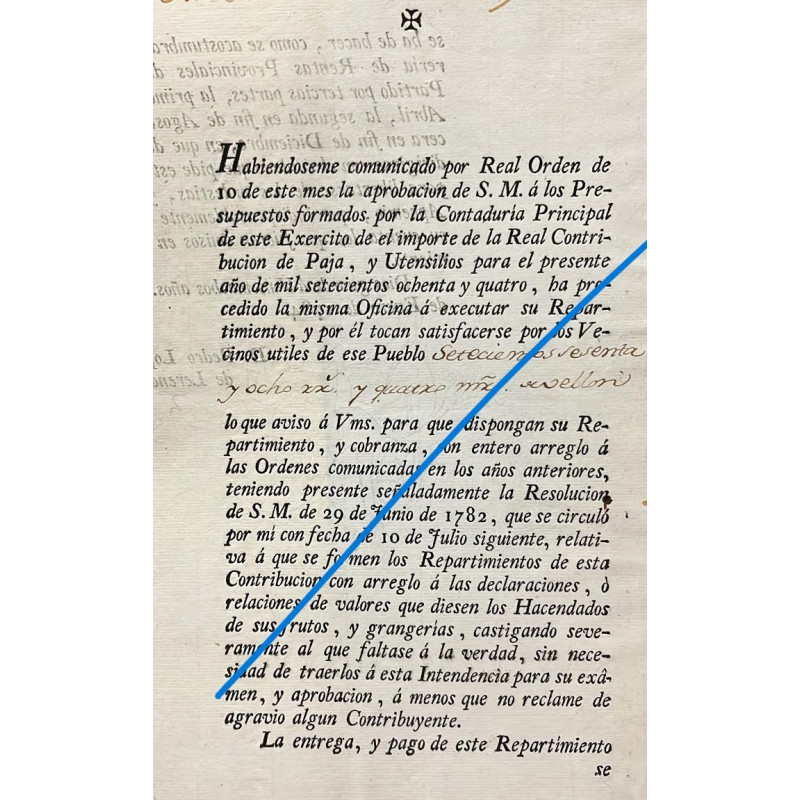 Habiendoseme comunicado por Real Orden de
10 de este mes la aprobacion de S. M. á los Pre-
supuestos formados por la Contaduría Principal
de este Exercito de el importe de la Real Contri-
bucion de Paja, y Utensilios para el presente
año de mil setecientos ochenta y quatro, ha pro-
cedido la misma Oficina á executar su Repar-
timiento, y por él tocan satisfacerse por los Ve-
cinos utiles de ese Pueblo Setecientos sesenta
y ocho rr.^s y quatro mrs. vellon
lo que aviso á Vms. para que dispongan su Re-
partimiento, y cobranza, con entero arreglo á
las Ordenes comunicadas en los años anteriores,
teniendo presente señaladamente la Resolucion
de S. M. de 29 de Junio de 1782, que se circuló
por mí con fecha de 10 de Julio siguiente, relati-
va á que se formen los Repartimientos de esta
Contribucion con arreglo á las declaraciones, ò
relaciones de valores que diesen los Hacendados
de sus frutos, y grangerías, castigando seve-
ramente al que faltase á la verdad, sin nece-
sidad de traerlos á esta Intendencia para su exâ-
men, y aprobacion, á menos que no reclame de
agravio algun Contribuyente.
La entrega, y pago de este Repartimiento
se